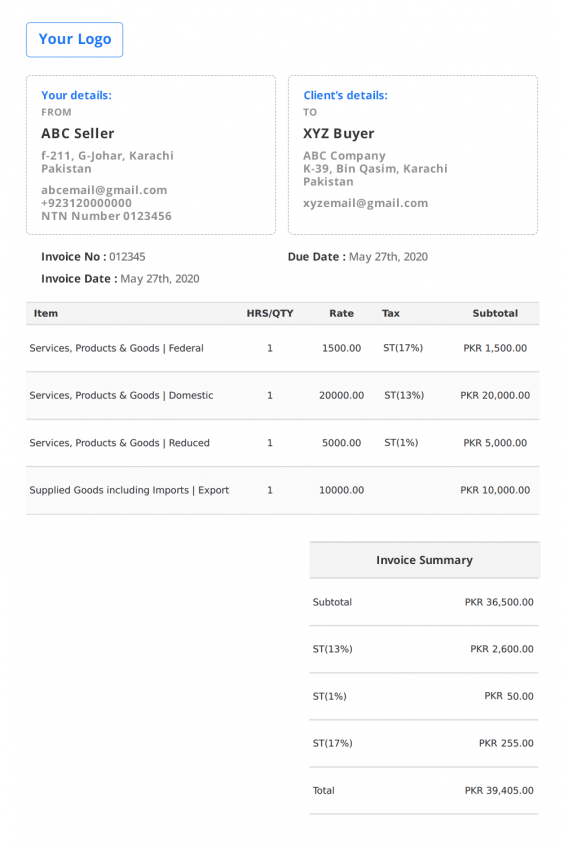 Your Logo
Your details:
FROM
ABC Seller
f-211, G-Johar, Karachi
Pakistan
abcemail@gmail.com
+923120000000
NTN Number 0123456
Client's details:
TO
XYZ Buyer
ABC Company
K-39, Bin Qasim, Karachi
Pakistan
xyzemail@gmail.com
Invoice No : 012345
Due Date : May 27th, 2020
Invoice Date : May 27th, 2020
Item HRS/QTY Rate Tax Subtotal
Services, Products & Goods | Federal 1 1500.00 ST(17%) PKR 1,500.00
Services, Products & Goods | Domestic 1 20000.00 ST(13%) PKR 20,000.00
Services, Products & Goods | Reduced 1 5000.00 ST(1%) PKR 5,000.00
Supplied Goods including Imports | Export 1 10000.00 PKR 10,000.00
Invoice Summary
Subtotal PKR 36,500.00
ST(13%) PKR 2,600.00
ST(1%) PKR 50.00
ST(17%) PKR 255.00
Total PKR 39,405.00